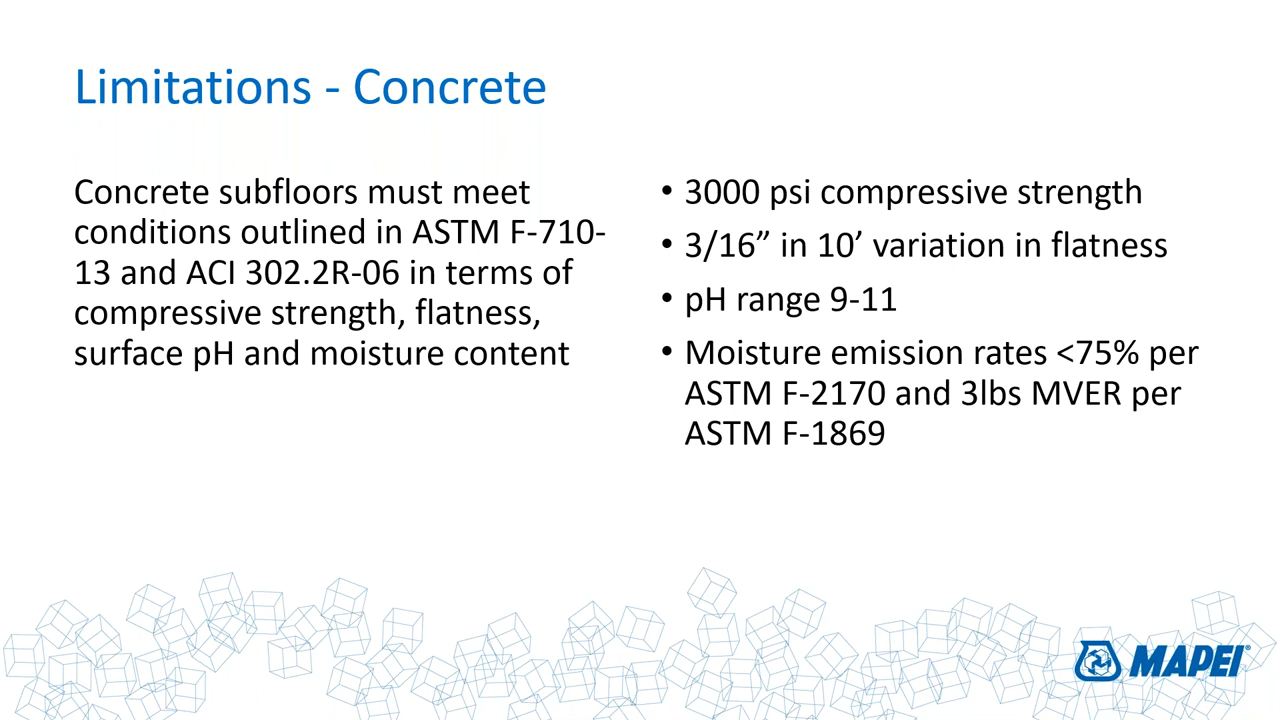 Limitations - Concrete
Concrete subfloors must meet
conditions outlined in ASTM F-710-
13 and ACI 302.2R-06 in terms of
compressive strength, flatness,
surface pH and moisture content
• 3000 psi compressive strength
• 3/16” in 10’ variation in flatness
• pH range 9-11
• Moisture emission rates <75% per
ASTM F-2170 and 3lbs MVER per
ASTM F-1869
MAPEI®